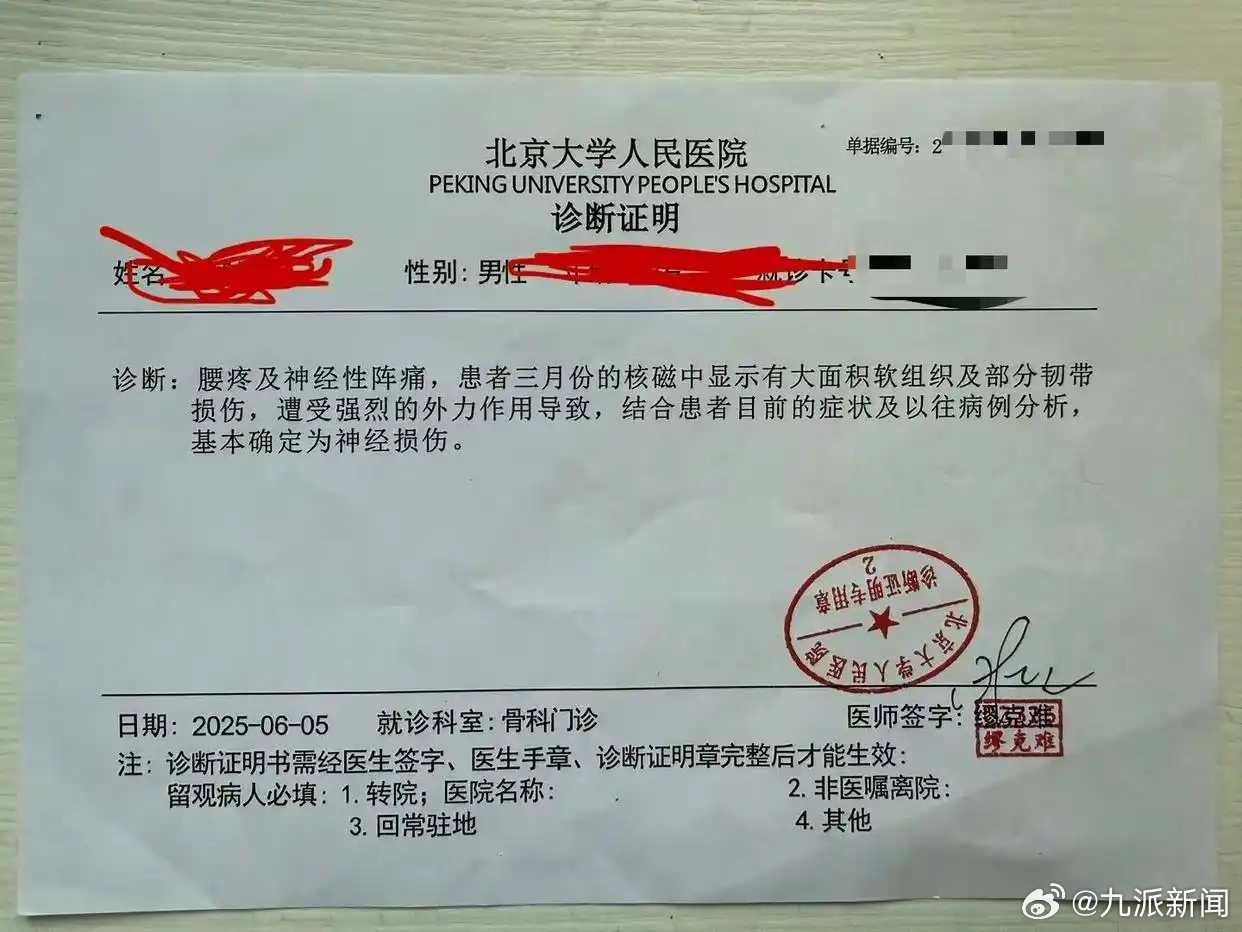 北京大学人民医院
单据编号：2
PEKING UNIVERSITY PEOPLE'S HOSPITAL
诊断证明
姓名 性别：男性 就诊卡号
诊断：腰疼及神经性阵痛，患者三月份的核磁中显示有大面积软组织及部分韧带
损伤，遭受强烈的外力作用导致，结合患者目前的症状及以往病例分析，
基本确定为神经损伤。
北京大学人民医院
诊断证明专用章
2
日期：2025-06-05 就诊科室：骨科门诊 医师签字：缪克难
缪克难
注：诊断证明书需经医生签字、医生手章、诊断证明章完整后才能生效：
留观病人必填：1.转院；医院名称： 2.非医嘱离院：
3.回常驻地 4.其他
@九派新闻